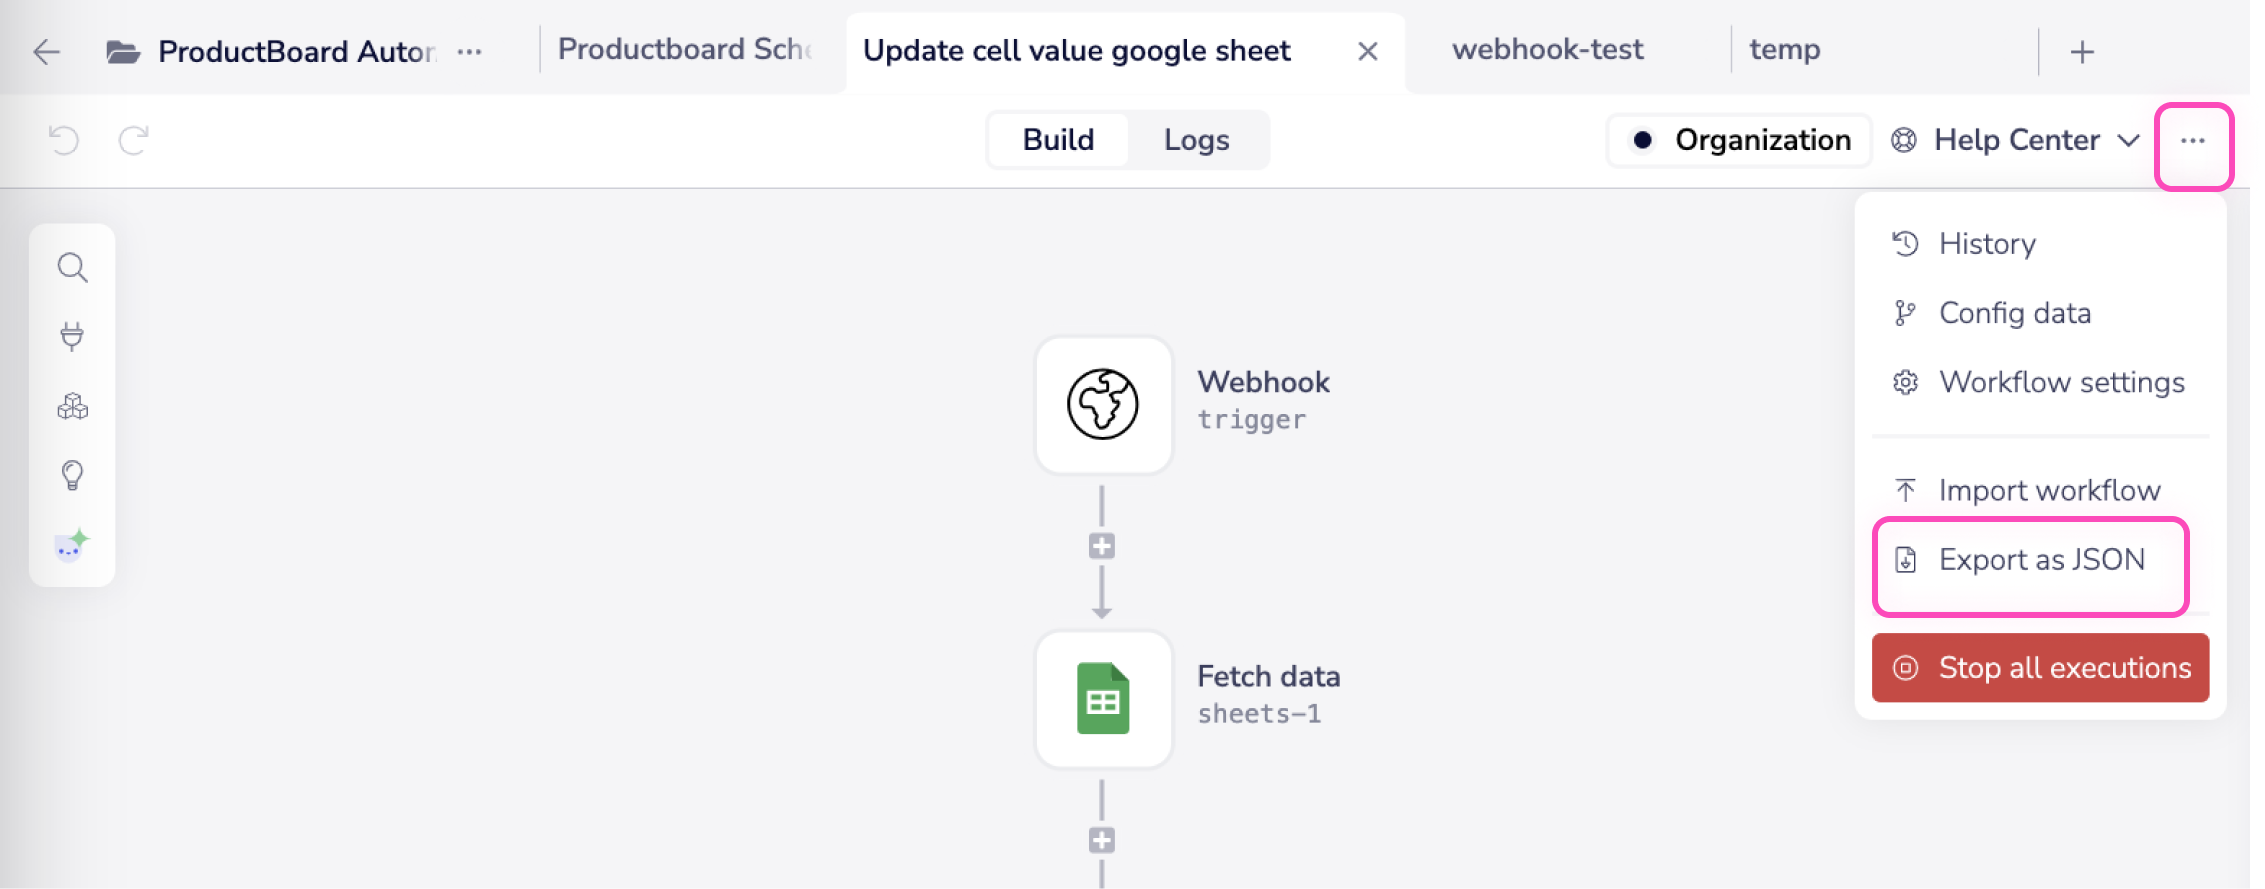 ProductBoard Autor
Productboard Sch
Update cell value google sheet
webhook-test
temp
Build
Logs
Organization
Help Center
History
Config data
Workflow settings
Import workflow
Export as JSON
Stop all executions
Webhook
trigger
Fetch data
sheets-1